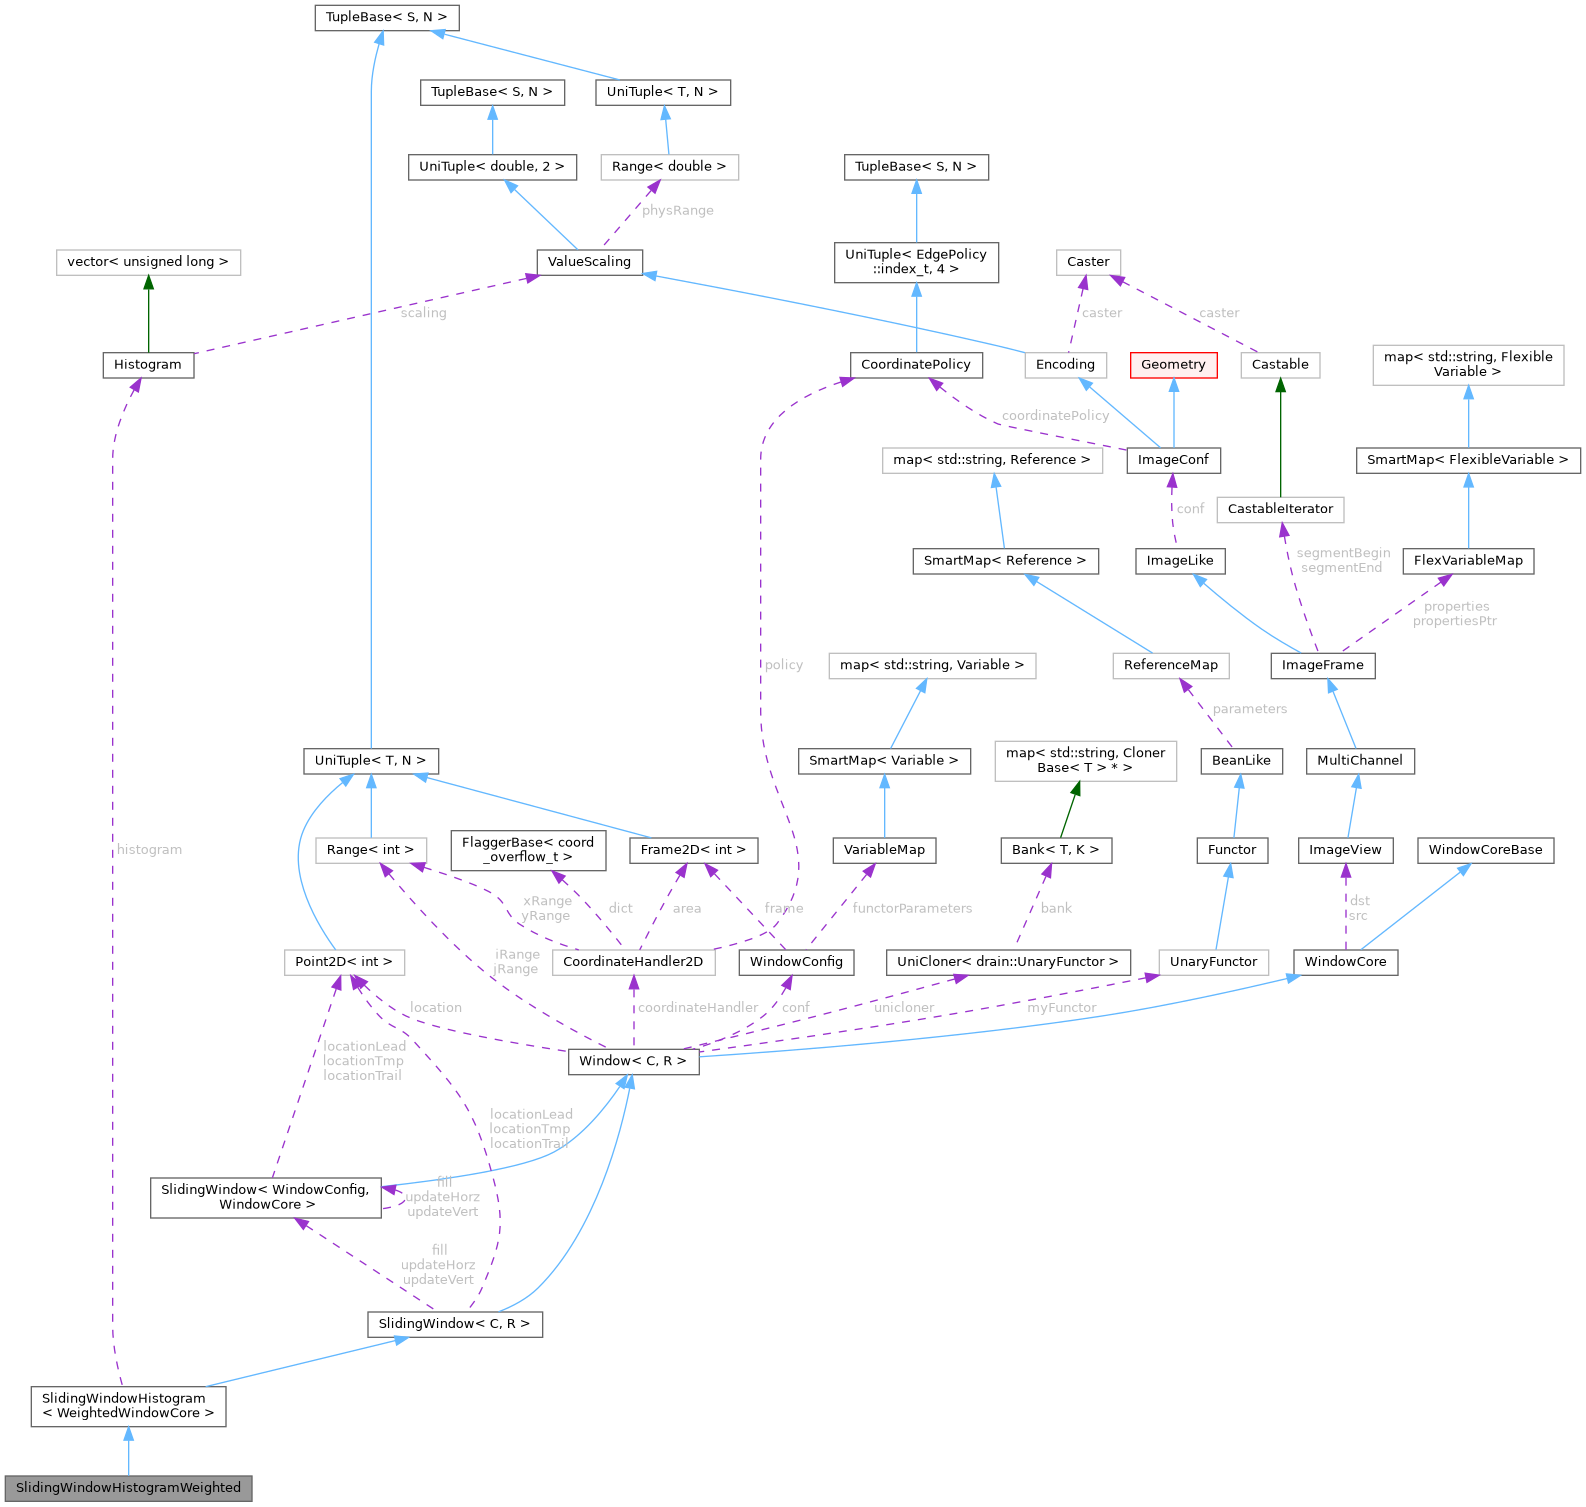 TupleBase< S, N >
TupleBase< S, N >
UniTuple< T, N >
UniTuple< double, 2 >
Range< double >
TupleBase< S, N >
physRange
vector< unsigned long >
ValueScaling
UniTuple< EdgePolicy
::index_t, 4 >
Caster
scaling
caster
caster
Histogram
CoordinatePolicy
Encoding
Geometry
Castable
map< std::string, Flexible
Variable >
coordinatePolicy
map< std::string, Reference >
ImageConf
SmartMap< FlexibleVariable >
conf
CastableIterator
SmartMap< Reference >
ImageLike
segmentBegin
segmentEnd
FlexVariableMap
properties
propertiesPtr
policy
map< std::string, Variable >
ReferenceMap
ImageFrame
parameters
UniTuple< T, N >
SmartMap< Variable >
map< std::string, Cloner
Base< T > * >
BeanLike
MultiChannel
histogram
Range< int >
FlaggerBase< coord
_overflow_t >
Frame2D< int >
VariableMap
Bank< T, K >
Functor
ImageView
WindowCoreBase
xRange
yRange
dict
area
frame
functorParameters
bank
dst
src
Point2D< int >
iRange
jRange
CoordinateHandler2D
WindowConfig
UniCloner< drain::UnaryFunctor >
UnaryFunctor
WindowCore
location
coordinateHandler
conf
unicloner
myFunctor
locationLead
locationTmp
locationTrail
Window< C, R >
locationLead
locationTmp
locationTrail
SlidingWindow< WindowConfig,
WindowCore >
fill
updateHorz
updateVert
fill
updateHorz
updateVert
SlidingWindow< C, R >
SlidingWindowHistogram
< WeightedWindowCore >
SlidingWindowHistogramWeighted